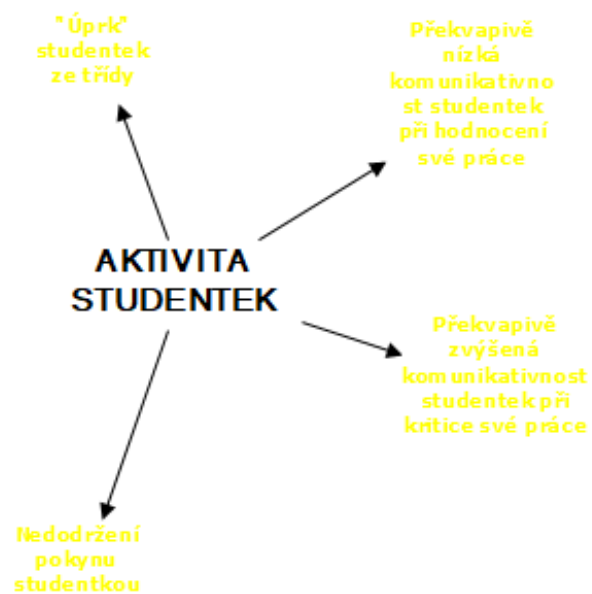 "Úprk"
studentek
ze třídy
Překvapivě
nízká
komunikativno
st studentek
při hodnocení
své práce
AKTIVITA
STUDENTEK
Překvapivě
zvýšená
komunikativnost
studentek při
kritice své práce
Nedodržení
pokynu
studentkou